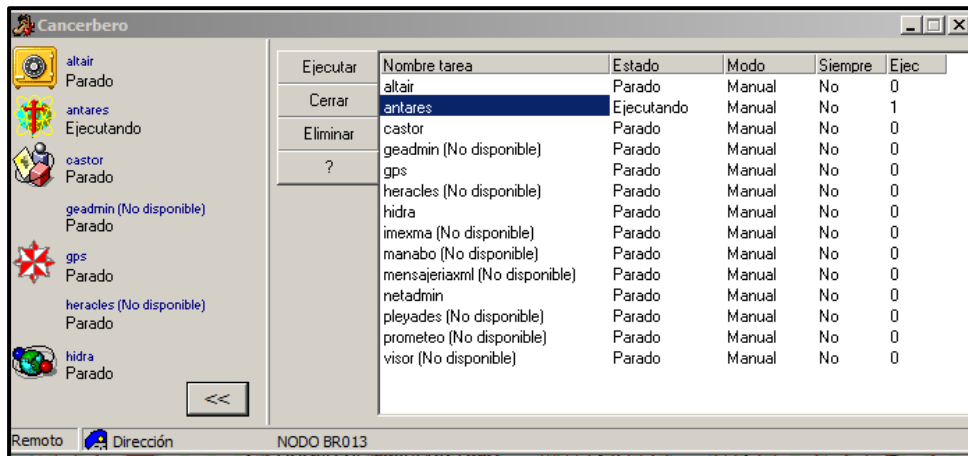 Cancerbero
altair
Parado
antares
Ejecutando
castor
Parado
geadmin (No disponible)
Parado
gps
Parado
heracles (No disponible)
Parado
hidra
Parado
<<
Ejecutar
Cerrar
Eliminar
?
Nombre tarea Estado Modo Siempre Ejec
altair Parado Manual No 0
antares Ejecutando Manual No 1
castor Parado Manual No 0
geadmin (No disponible) Parado Manual No 0
gps Parado Manual No 0
heracles (No disponible) Parado Manual No 0
hidra Parado Manual No 0
imexma (No disponible) Parado Manual No 0
manabo (No disponible) Parado Manual No 0
mensajeriaxml (No disponible) Parado Manual No 0
netadmin Parado Manual No 0
pleyades (No disponible) Parado Manual No 0
prometeo (No disponible) Parado Manual No 0
visor (No disponible) Parado Manual No 0
Remoto Dirección NODO BR013